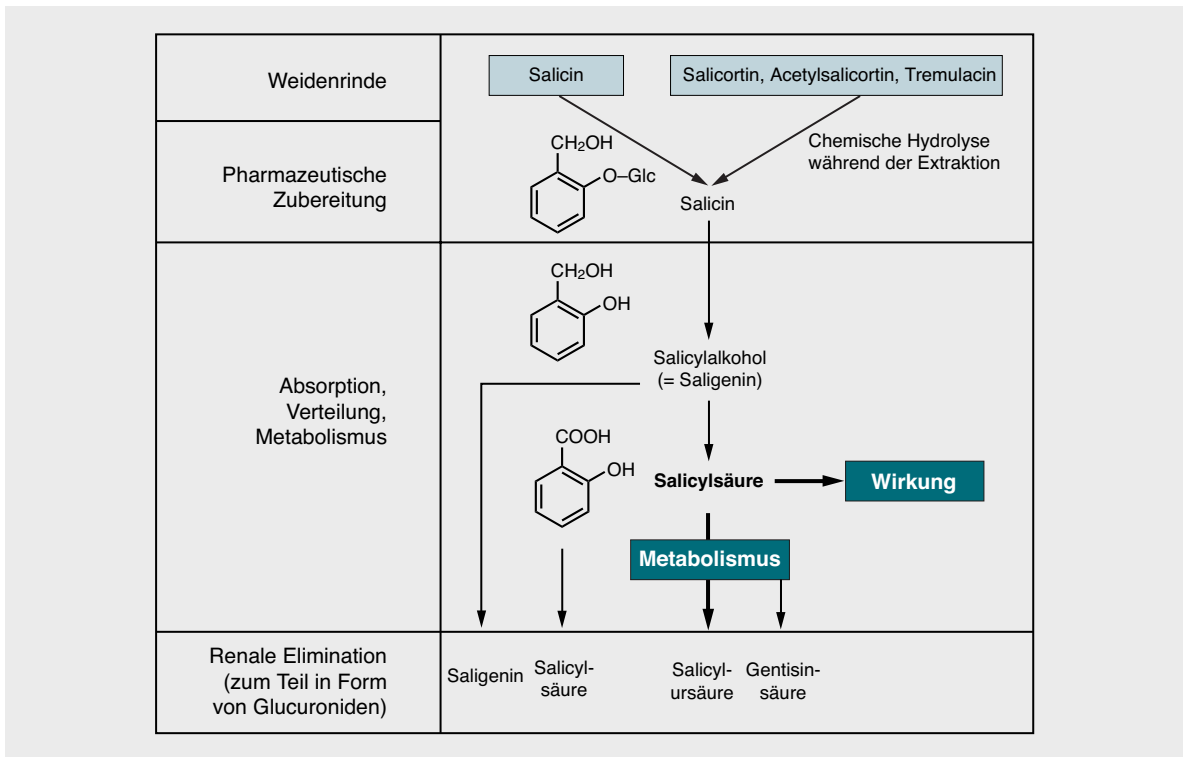 Weidenrinde
Salicin
Salicortin, Acetylsalicortin, Tremulacin
Pharmazeutische
Zubereitung
CH₂OH
O–Glc
Chemische Hydrolyse
während der Extraktion
Salicin
Absorption,
Verteilung,
Metabolismus
CH₂OH
OH
Salicylalkohol
(= Saligenin)
COOH
OH
Salicylsäure
Wirkung
Metabolismus
Renale Elimination
(zum Teil in Form
von Glucuroniden)
Saligenin
Salicyl-
säure
Salicyl-
ursäure
Gentisin-
säure